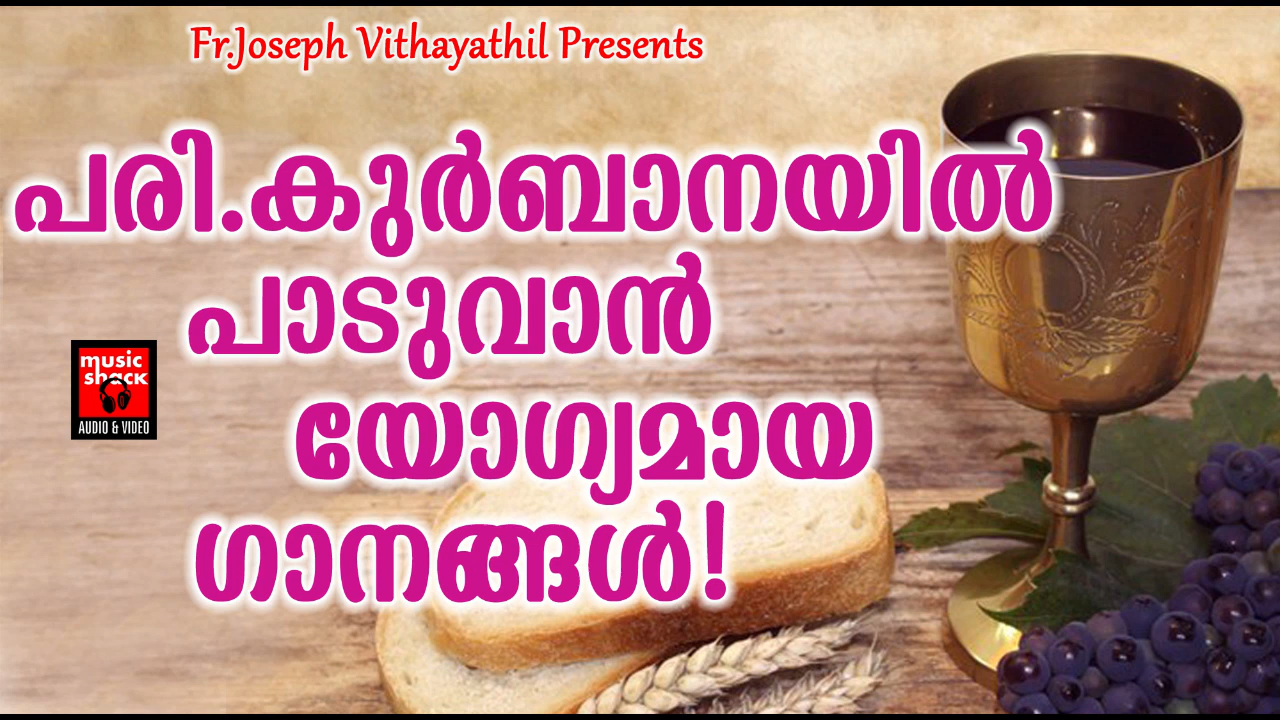 Fr.Joseph Vithayathil Presents
പരി.കുർബാനയിൽ
പാടുവാൻ
യോഗ്യമായ
ഗാനങ്ങൾ!
music
shack
AUDIO & VIDEO